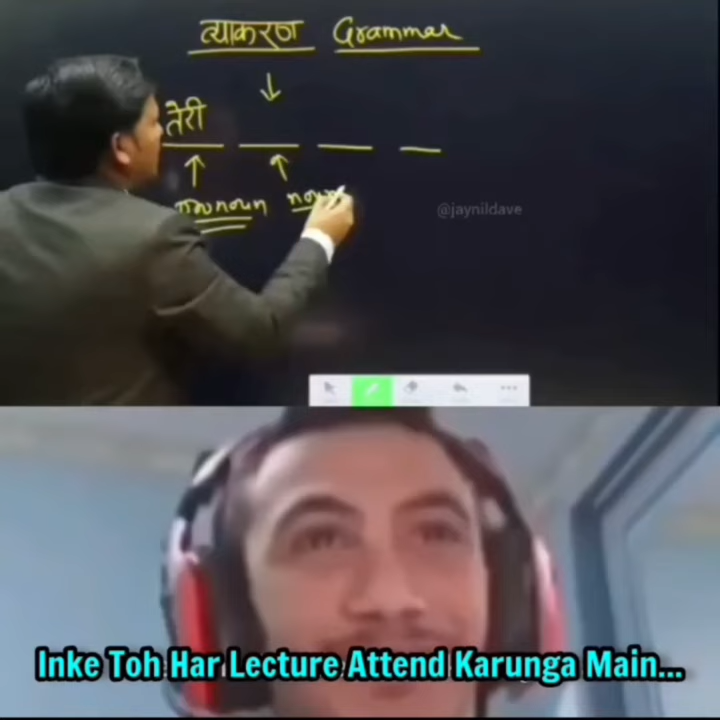 व्याकरण Grammar
तेरी
pronoun noun
@jaynildave
Inke Toh Har Lecture Attend Karunga Main...